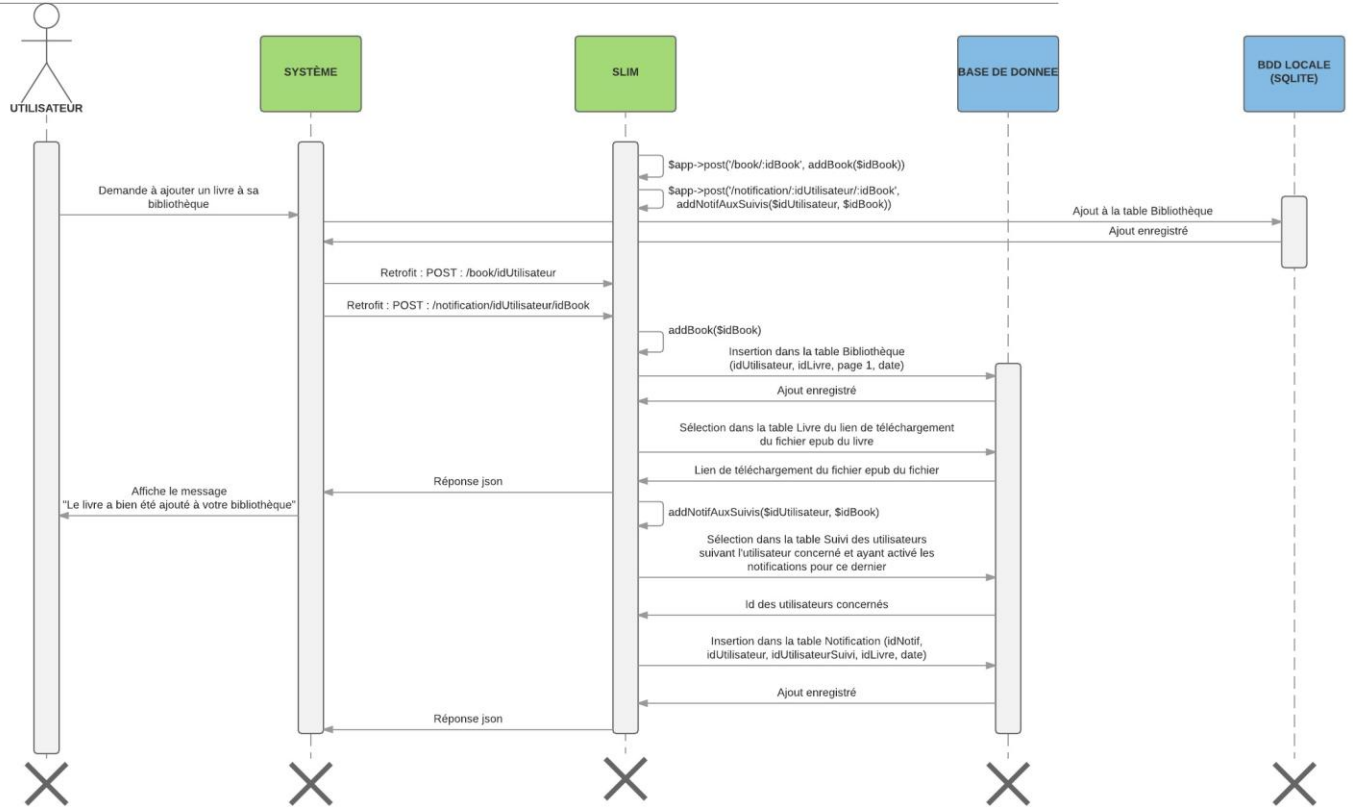 UTILISATEUR
SYSTÈME
SLIM
BASE DE DONNEE
BDD LOCALE
(SQLITE)
$app->post('/book/:idBook', addBook($idBook))
$app->post('/notification/:idUtilisateur/:idBook',
addNotifAuxSuivis($idUtilisateur, $idBook))
Demande à ajouter un livre à sa
bibliothèque
Ajout à la table Bibliothèque
Ajout enregistré
Retrofit : POST : /book/idUtilisateur
Retrofit : POST : /notification/idUtilisateur/idBook
addBook($idBook)
Insertion dans la table Bibliothèque
(idUtilisateur, idLivre, page 1, date)
Ajout enregistré
Sélection dans la table Livre du lien de téléchargement
du fichier epub du livre
Lien de téléchargement du fichier epub du fichier
Réponse json
Affiche le message
"Le livre a bien été ajouté à votre bibliothèque"
addNotifAuxSuivis($idUtilisateur, $idBook)
Sélection dans la table Suivi des utilisateurs
suivant l'utilisateur concerné et ayant activé les
notifications pour ce dernier
Id des utilisateurs concernés
Insertion dans la table Notification (idNotif,
idUtilisateur, idUtilisateurSuivi, idLivre, date)
Ajout enregistré
Réponse json